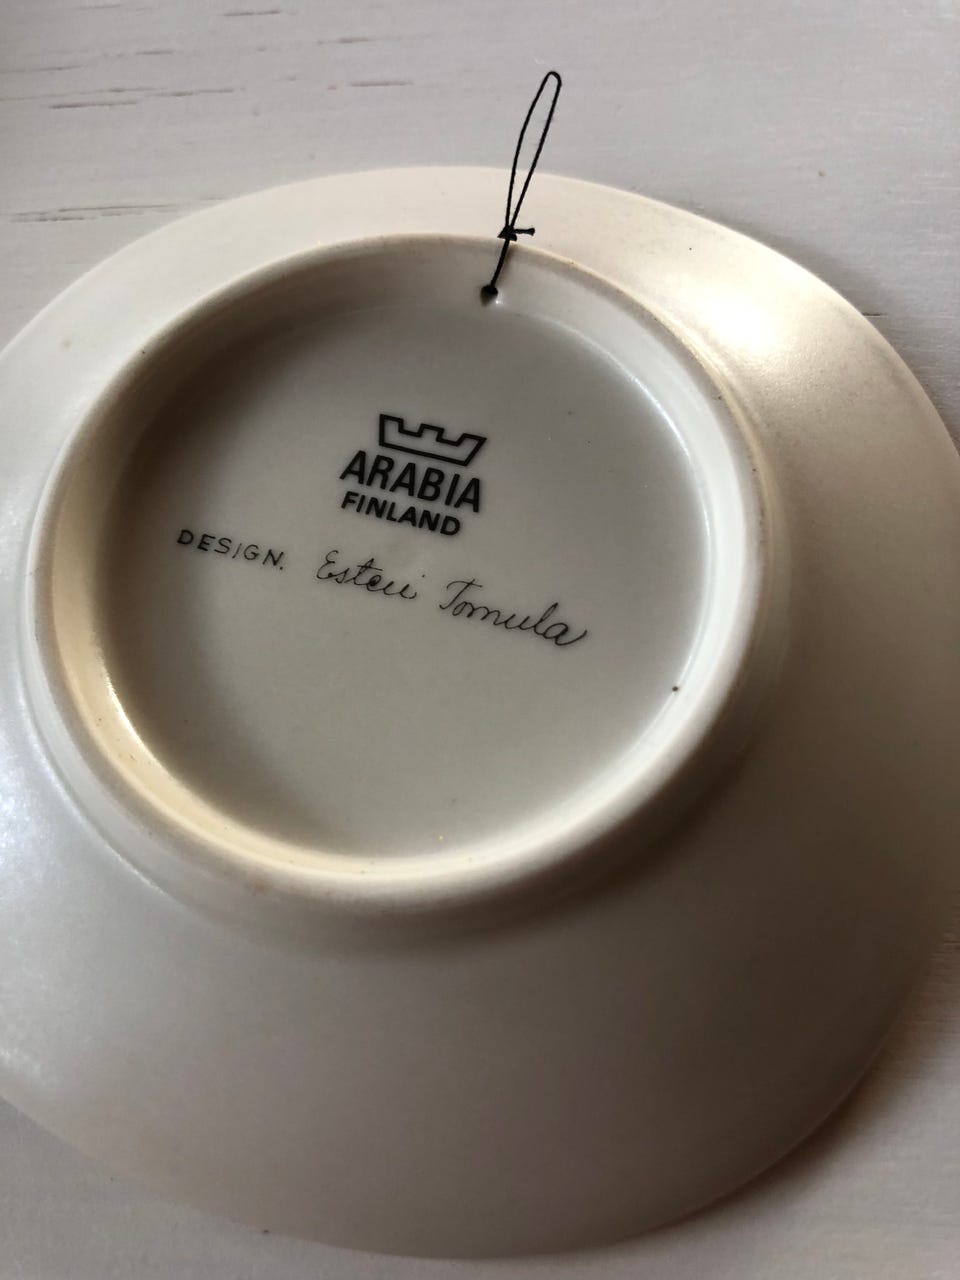 ARABIA
FINLAND
DESIGN. Esteri Tomula